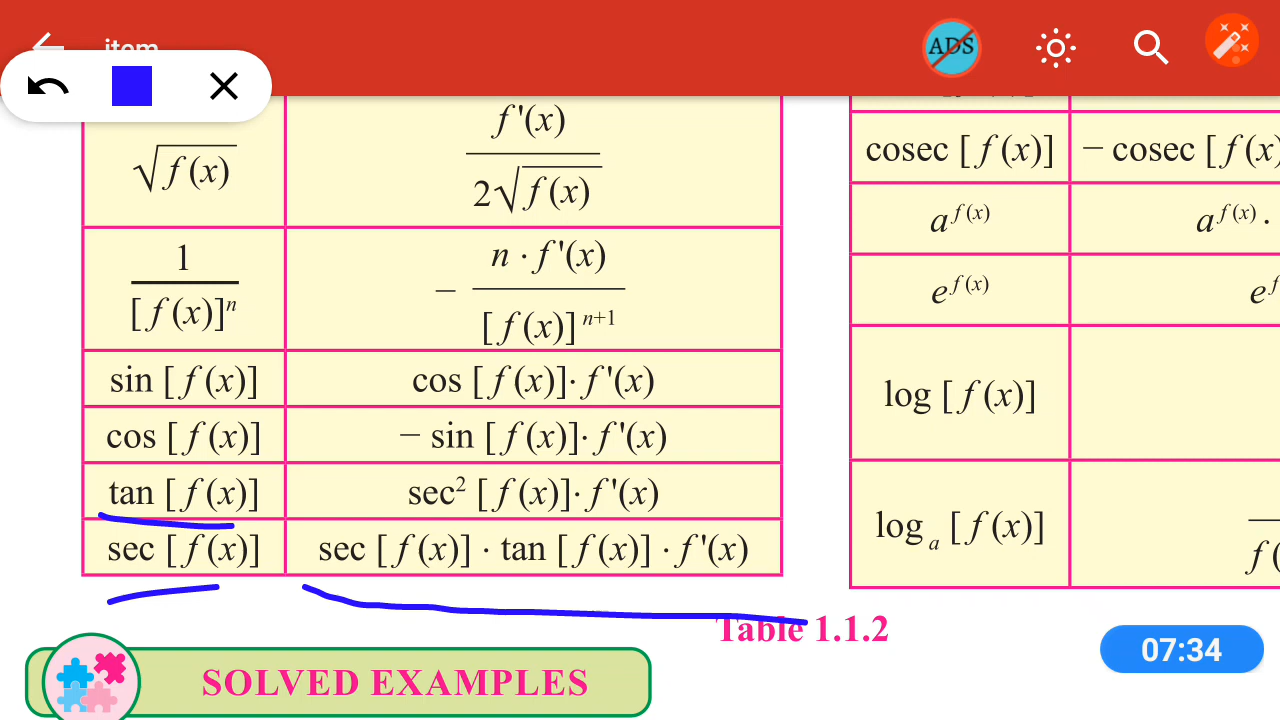 item
ADS
√f(x)
f'(x)
2√f(x)
1
[f(x)]ⁿ
n · f'(x)
–
[f(x)]ⁿ⁺¹
sin [f(x)]
cos [f(x)]· f'(x)
cos [f(x)]
– sin [f(x)]· f'(x)
tan [f(x)]
sec² [f(x)]· f'(x)
sec [f(x)]
sec [f(x)] · tan [f(x)] · f'(x)
cosec [f(x)]
– cosec [f(x)
a^f(x)
a^f(x) ·
e^f(x)
e^f
log [f(x)]
logₐ [f(x)]
f(
Table 1.1.2
07:34
SOLVED EXAMPLES